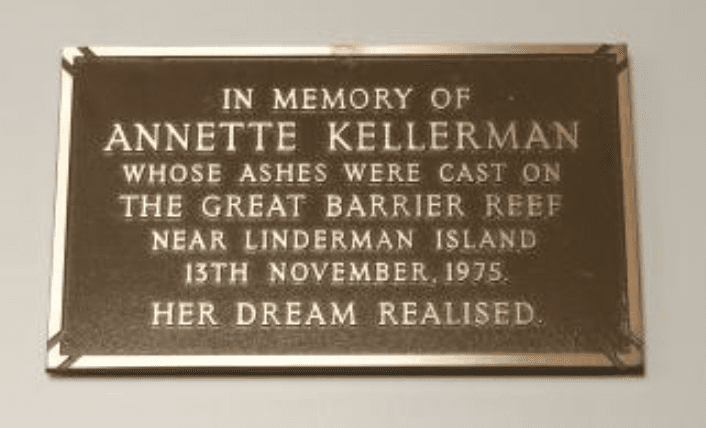 IN MEMORY OF
ANNETTE KELLERMAN
WHOSE ASHES WERE CAST ON
THE GREAT BARRIER REEF
NEAR LINDERMAN ISLAND
13TH NOVEMBER, 1975.
HER DREAM REALISED.